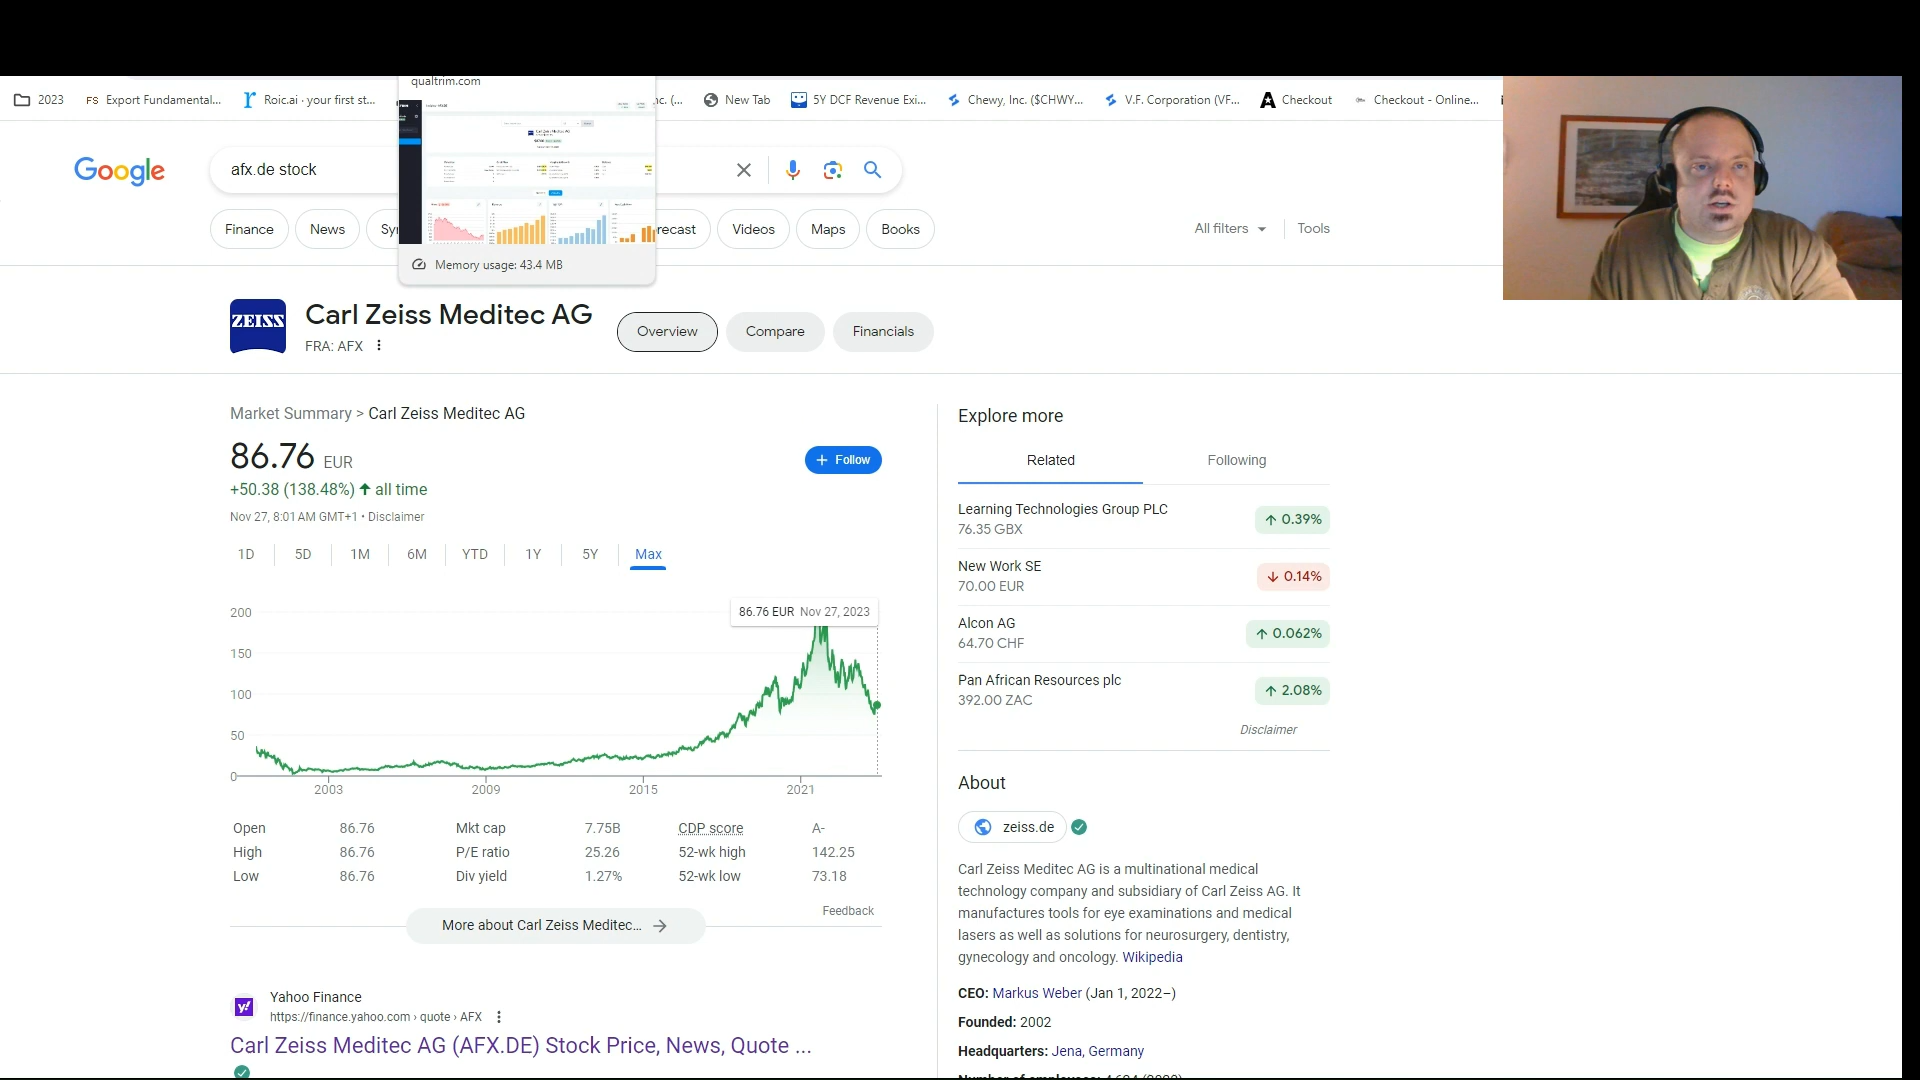 qualtrim.com
2023
Export Fundamental...
Roic.ai · your first st...
nc. (...
New Tab
5Y DCF Revenue Exi...
Chewy, Inc. ($CHWY...
V.F. Corporation (VF...
Checkout
Checkout - Online...
Google
afx.de stock
Finance
News
Syn
recast
Videos
Maps
Books
All filters
Tools
Memory usage: 43.4 MB
ZEISS
Carl Zeiss Meditec AG
FRA: AFX
Overview
Compare
Financials
Market Summary > Carl Zeiss Meditec AG
86.76 EUR
+ Follow
+50.38 (138.48%) ↑ all time
Nov 27, 8:01 AM GMT+1 • Disclaimer
1D 5D 1M 6M YTD 1Y 5Y Max
86.76 EUR Nov 27, 2023
200
150
100
50
0
2003 2009 2015 2021
Open 86.76 Mkt cap 7.75B CDP score A-
High 86.76 P/E ratio 25.26 52-wk high 142.25
Low 86.76 Div yield 1.27% 52-wk low 73.18
Feedback
More about Carl Zeiss Meditec... →
Yahoo Finance
y!
https://finance.yahoo.com › quote › AFX
Carl Zeiss Meditec AG (AFX.DE) Stock Price, News, Quote ...
Explore more
Related
Following
Learning Technologies Group PLC
76.35 GBX
↑ 0.39%
New Work SE
70.00 EUR
↓ 0.14%
Alcon AG
64.70 CHF
↑ 0.062%
Pan African Resources plc
392.00 ZAC
↑ 2.08%
Disclaimer
About
zeiss.de
Carl Zeiss Meditec AG is a multinational medical
technology company and subsidiary of Carl Zeiss AG. It
manufactures tools for eye examinations and medical
lasers as well as solutions for neurosurgery, dentistry,
gynecology and oncology. Wikipedia
CEO: Markus Weber (Jan 1, 2022–)
Founded: 2002
Headquarters: Jena, Germany